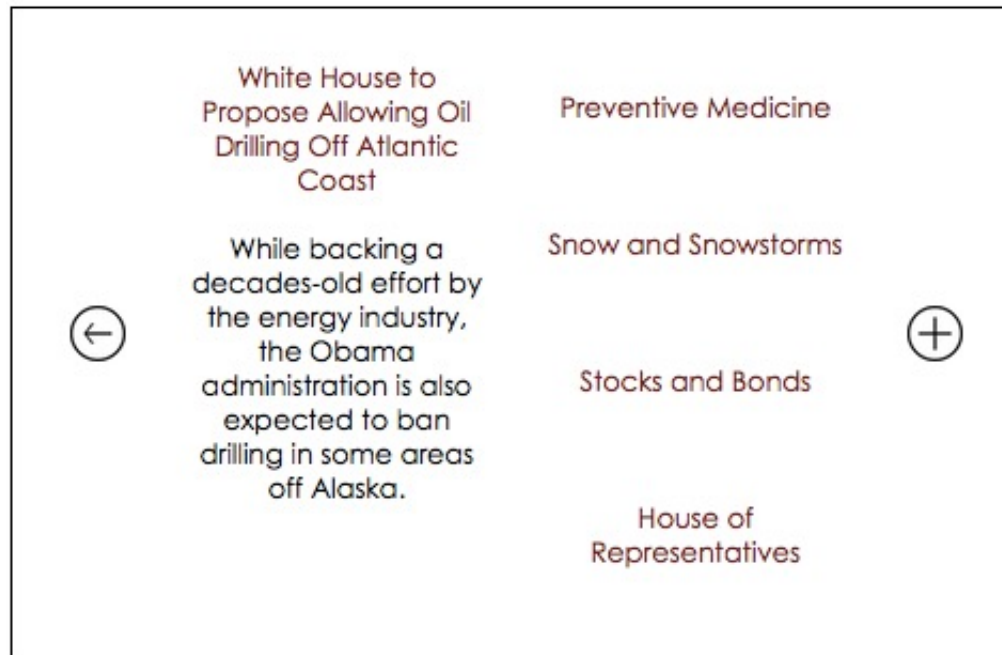 White House to
Propose Allowing Oil
Drilling Off Atlantic
Coast
While backing a
decades-old effort by
the energy industry,
the Obama
administration is also
expected to ban
drilling in some areas
off Alaska.
Preventive Medicine
Snow and Snowstorms
Stocks and Bonds
House of
Representatives